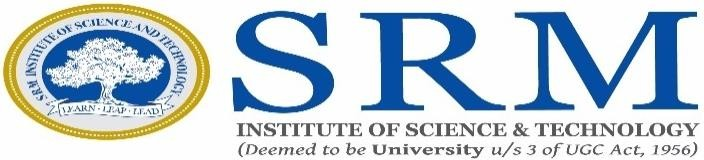 SRM INSTITUTE OF SCIENCE AND TECHNOLOGY
LEARN · LEAP · LEAD
SRM
INSTITUTE OF SCIENCE & TECHNOLOGY
(Deemed to be University u/s 3 of UGC Act, 1956)